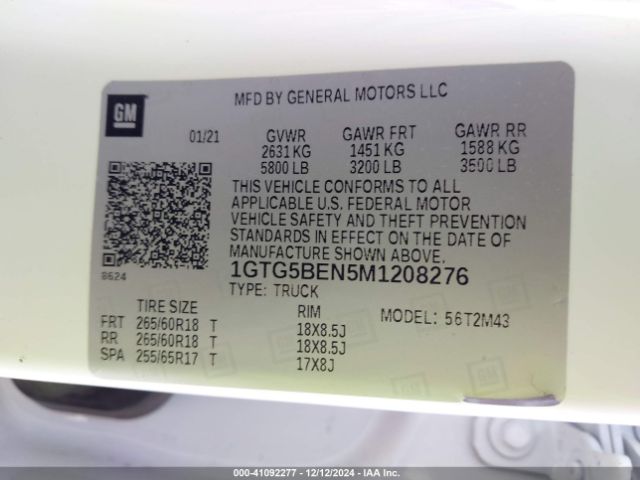 GM
MFD BY GENERAL MOTORS LLC
01/21 GVWR GAWR FRT GAWR RR
2631 KG 1451 KG 1588 KG
5800 LB 3200 LB 3500 LB
THIS VEHICLE CONFORMS TO ALL
APPLICABLE U.S. FEDERAL MOTOR
VEHICLE SAFETY AND THEFT PREVENTION
STANDARDS IN EFFECT ON THE DATE OF
MANUFACTURE SHOWN ABOVE.
8624
1GTG5BEN5M1208276
TYPE: TRUCK
TIRE SIZE RIM MODEL: 56T2M43
FRT 265/60R18 T 18X8.5J
RR 265/60R18 T 18X8.5J
SPA 255/65R17 T 17X8J
GM
000-41092277 - 12/12/2024 - IAA Inc.